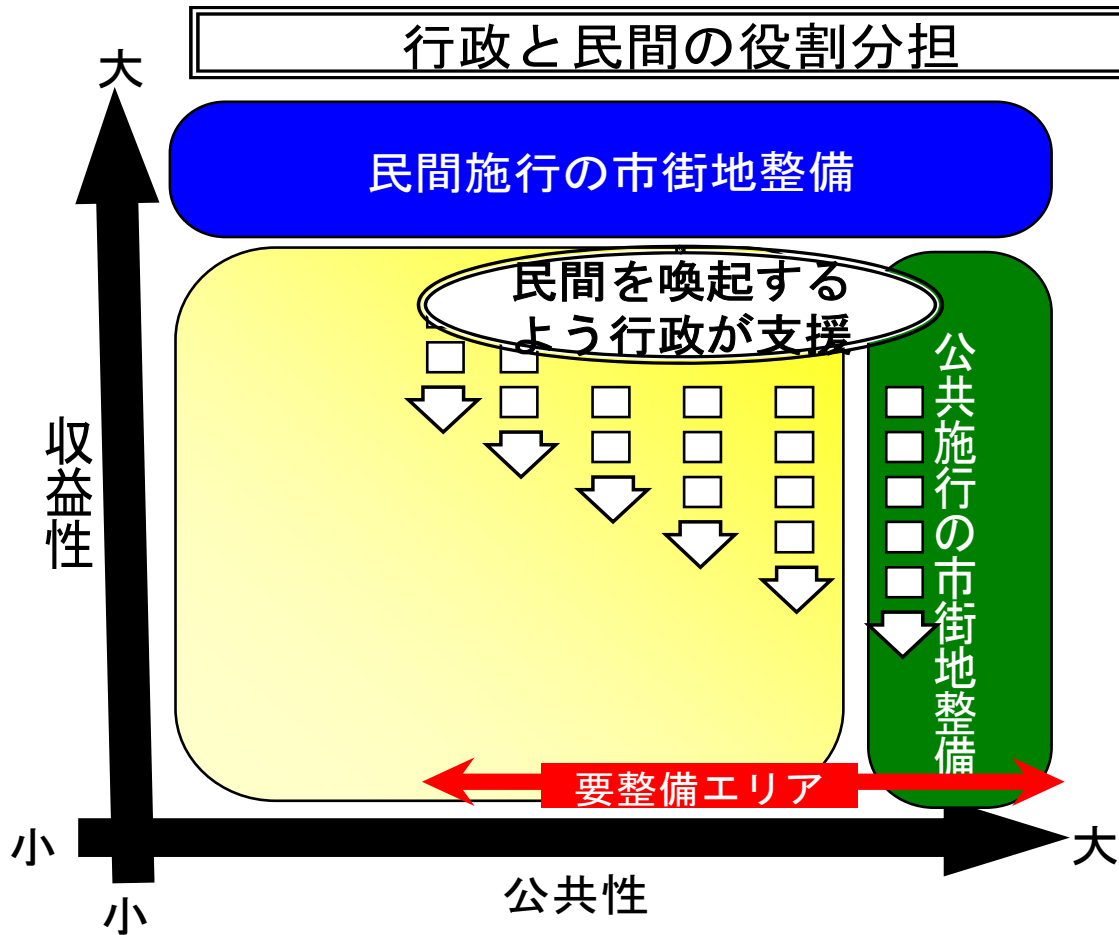 行政と民間の役割分担
大
民間施行の市街地整備
民間を喚起する
よう行政が支援
公共施行の市街地整備
収益性
要整備エリア
小
大
公共性
小